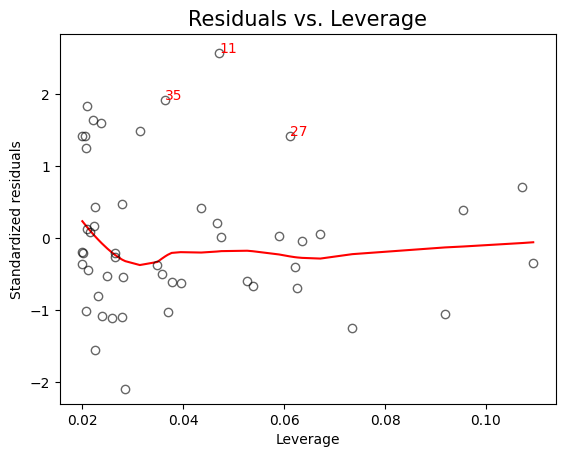 Residuals vs. Leverage
11
35
27
Standardized residuals
2
1
0
−1
−2
0.02 0.04 0.06 0.08 0.10
Leverage